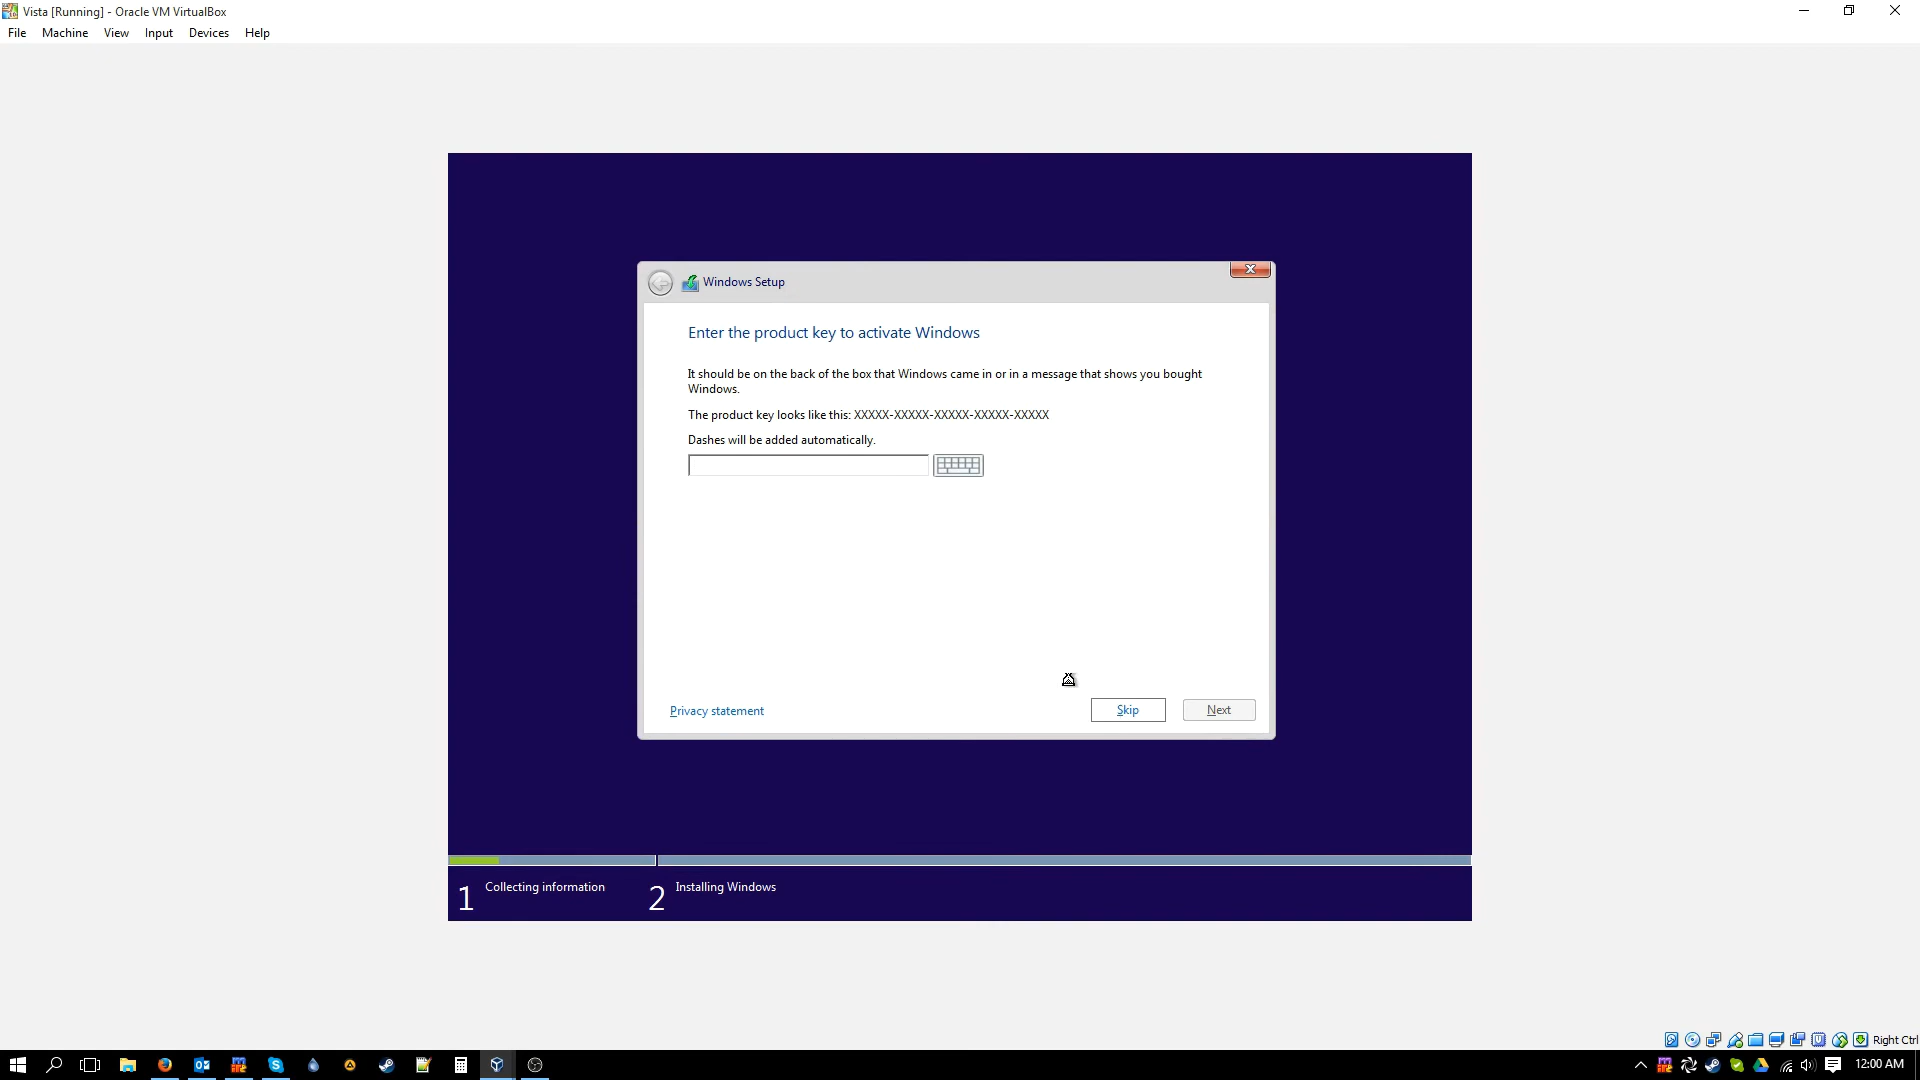 Vista [Running] - Oracle VM VirtualBox
File Machine View Input Devices Help
Windows Setup
Enter the product key to activate Windows
It should be on the back of the box that Windows came in or in a message that shows you bought
Windows.
The product key looks like this: XXXXX-XXXXX-XXXXX-XXXXX-XXXXX
Dashes will be added automatically.
Privacy statement
Skip
Next
1 Collecting information
2 Installing Windows
Right Ctrl
12:00 AM